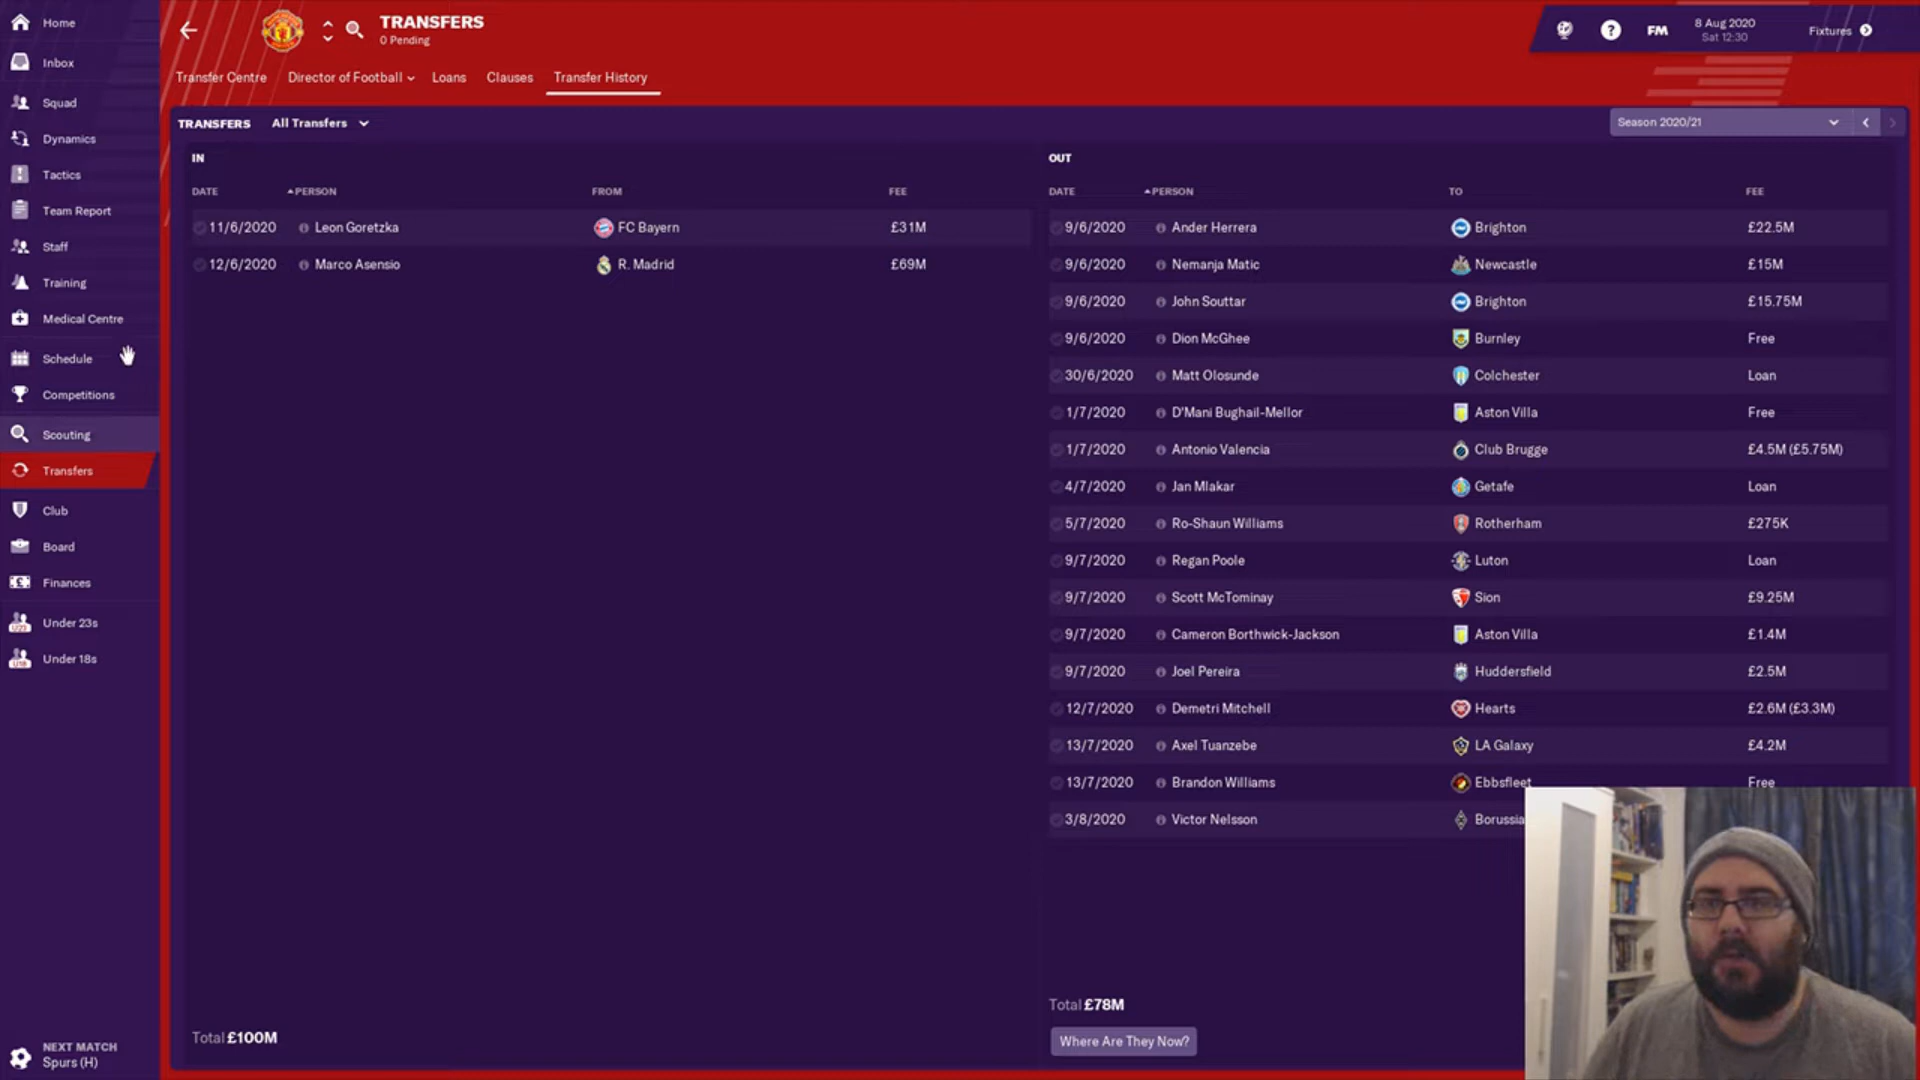 Home
Inbox
Squad
Dynamics
Tactics
Team Report
Staff
Training
Medical Centre
Schedule
Competitions
Scouting
Transfers
Club
Board
Finances
Under 23s
Under 18s
NEXT MATCH
Spurs (H)
TRANSFERS
0 Pending
FM
8 Aug 2020
Sat 12:30
Fixtures
Transfer Centre Director of Football Loans Clauses Transfer History
TRANSFERS All Transfers
Season 2020/21
IN
DATE PERSON FROM FEE
11/6/2020 Leon Goretzka FC Bayern £31M
12/6/2020 Marco Asensio R. Madrid £69M
Total £100M
OUT
DATE PERSON TO FEE
9/6/2020 Ander Herrera Brighton £22.5M
9/6/2020 Nemanja Matic Newcastle £15M
9/6/2020 John Souttar Brighton £15.75M
9/6/2020 Dion McGhee Burnley Free
30/6/2020 Matt Olosunde Colchester Loan
1/7/2020 D'Mani Bughail-Mellor Aston Villa Free
1/7/2020 Antonio Valencia Club Brugge £4.5M (£5.75M)
4/7/2020 Jan Mlakar Getafe Loan
5/7/2020 Ro-Shaun Williams Rotherham £275K
9/7/2020 Regan Poole Luton Loan
9/7/2020 Scott McTominay Sion £9.25M
9/7/2020 Cameron Borthwick-Jackson Aston Villa £1.4M
9/7/2020 Joel Pereira Huddersfield £2.5M
12/7/2020 Demetri Mitchell Hearts £2.6M (£3.3M)
13/7/2020 Axel Tuanzebe LA Galaxy £4.2M
13/7/2020 Brandon Williams Ebbsfleet Free
3/8/2020 Victor Nelsson Borussia
Total £78M
Where Are They Now?